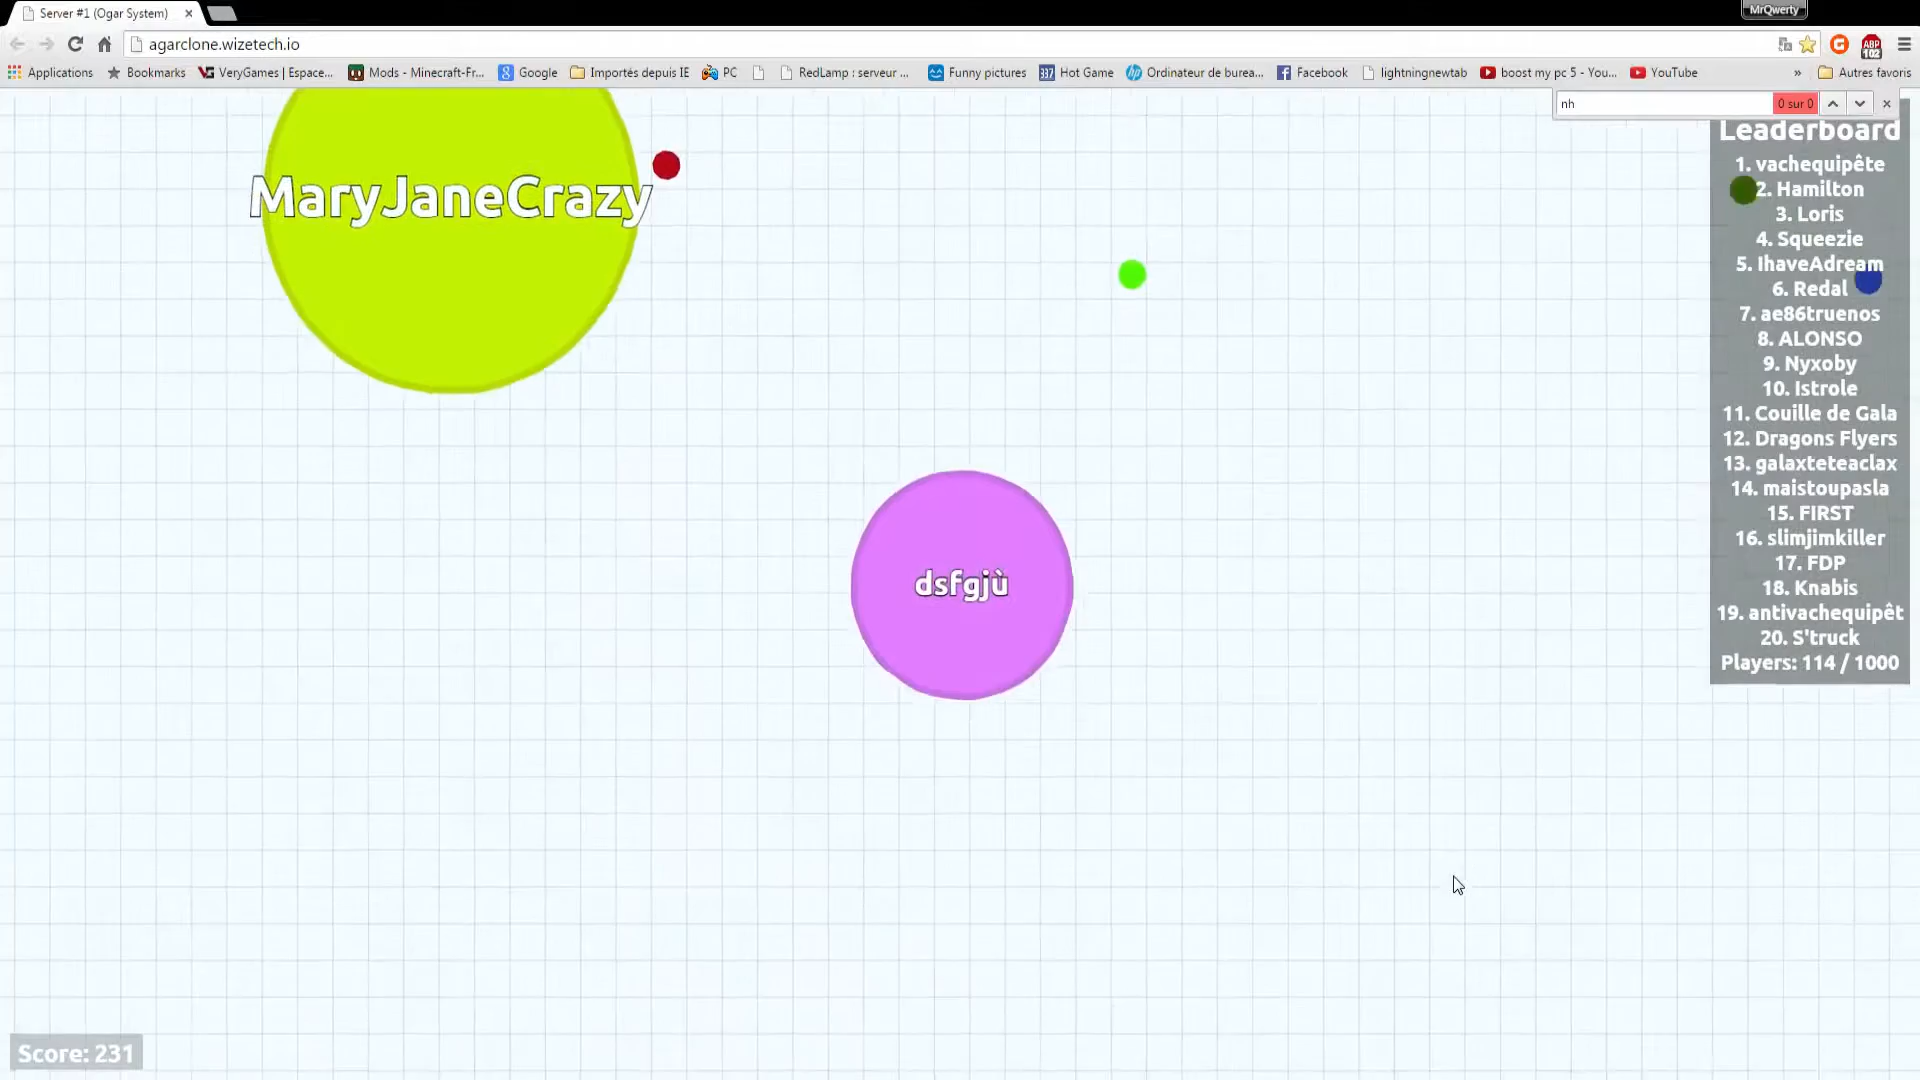 Server #1 (Ogar System)
MrQwerty
agarclone.wizetech.io
ABP
102
Applications
Bookmarks
VeryGames | Espace...
Mods - Minecraft-Fr...
Google
Importés depuis IE
PC
RedLamp : serveur ...
Funny pictures
337 Hot Game
Ordinateur de burea...
Facebook
lightningnewtab
boost my pc 5 - You...
YouTube
»
Autres favoris
nh
0 sur 0
Leaderboard
1. vachequipête
2. Hamilton
3. Loris
4. Squeezie
5. IhaveAdream
6. Redal
7. ae86truenos
8. ALONSO
9. Nyxoby
10. Istrole
11. Couille de Gala
12. Dragons Flyers
13. galaxteteaclax
14. maistoupasla
15. FIRST
16. slimjimkiller
17. FDP
18. Knabis
19. antivachequipêt
20. S'truck
Players: 114 / 1000
MaryJaneCrazy
dsfgjù
Score: 231